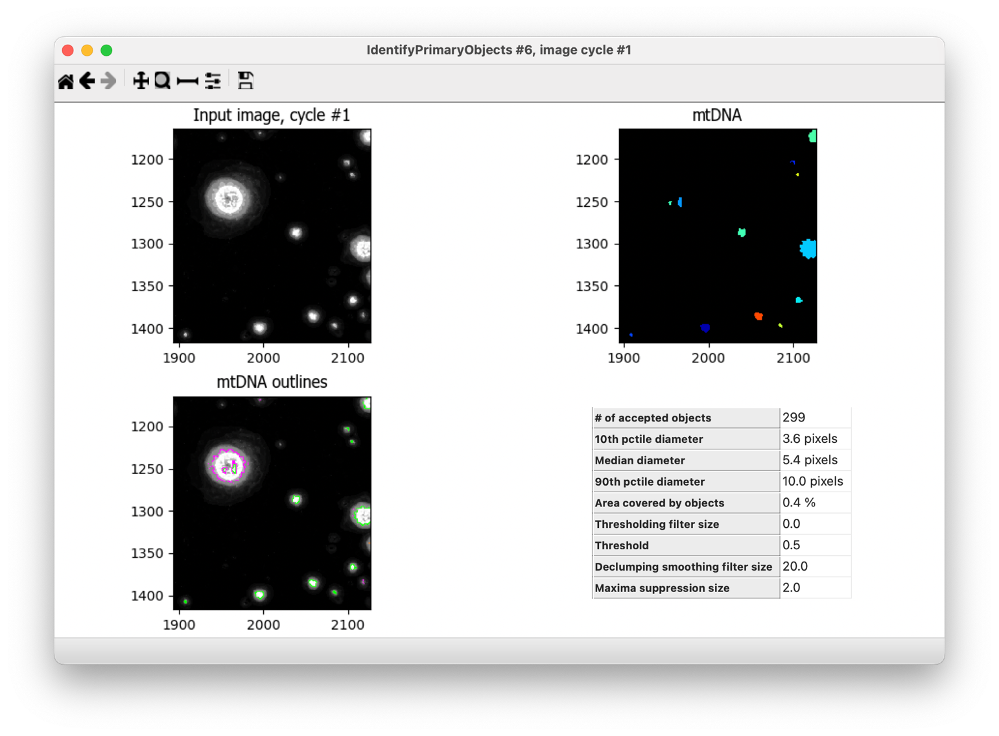 IdentifyPrimaryObjects #6, image cycle #1
Input image, cycle #1
1200
1250
1300
1350
1400
1900 2000 2100
mtDNA
1200
1250
1300
1350
1400
1900 2000 2100
mtDNA outlines
1200
1250
1300
1350
1400
1900 2000 2100
# of accepted objects 299
10th pctile diameter 3.6 pixels
Median diameter 5.4 pixels
90th pctile diameter 10.0 pixels
Area covered by objects 0.4 %
Thresholding filter size 0.0
Threshold 0.5
Declumping smoothing filter size 20.0
Maxima suppression size 2.0